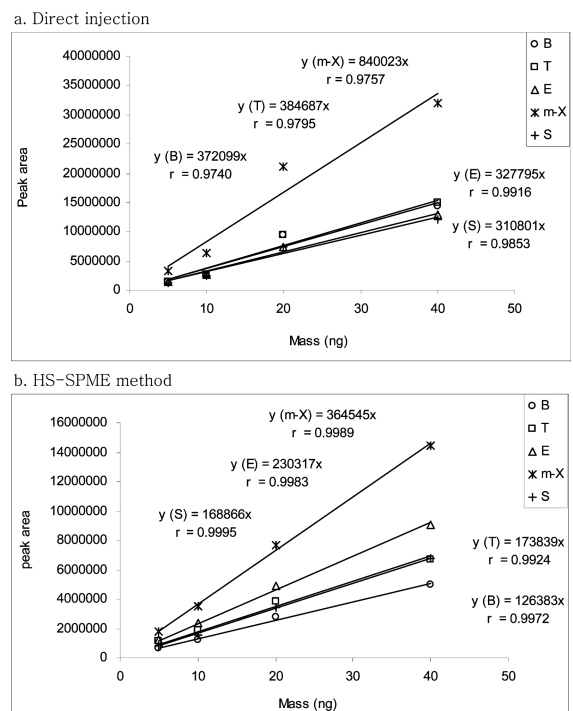 a. Direct injection
40000000
35000000
30000000
25000000
20000000
15000000
10000000
5000000
0
Peak area
0 10 20 30 40 50
Mass (ng)
y (m-X) = 840023x
r = 0.9757
y (T) = 384687x
r = 0.9795
y (B) = 372099x
r = 0.9740
y (E) = 327795x
r = 0.9916
y (S) = 310801x
r = 0.9853
B
T
E
m-X
S
b. HS-SPME method
16000000
14000000
12000000
10000000
8000000
6000000
4000000
2000000
0
peak area
0 10 20 30 40 50
Mass (ng)
y (m-X) = 364545x
r = 0.9989
y (E) = 230317x
r = 0.9983
y (S) = 168866x
r = 0.9995
y (T) = 173839x
r = 0.9924
y (B) = 126383x
r = 0.9972
B
T
E
m-X
S